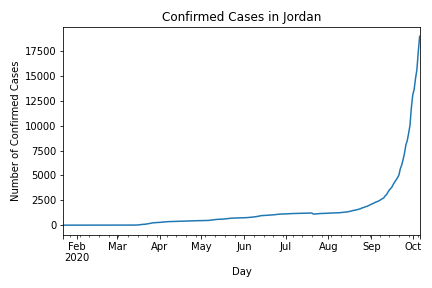 Confirmed Cases in Jordan
Number of Confirmed Cases
17500
15000
12500
10000
7500
5000
2500
0
Feb Mar Apr May Jun Jul Aug Sep Oct
2020
Day